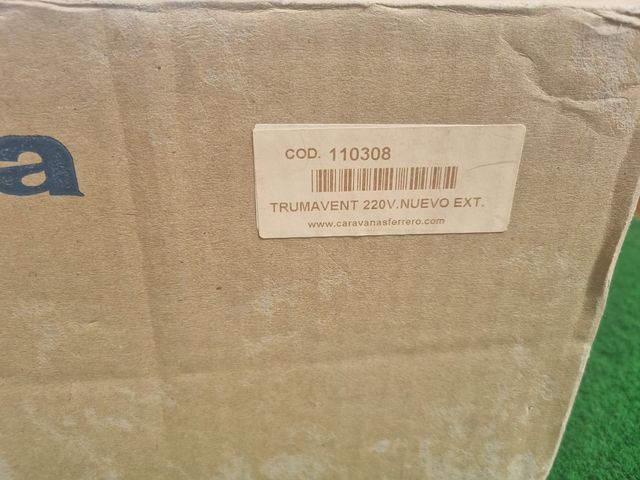 a
COD. 110308
TRUMAVENT 220V.NUEVO EXT.
www.caravanasferrero.com